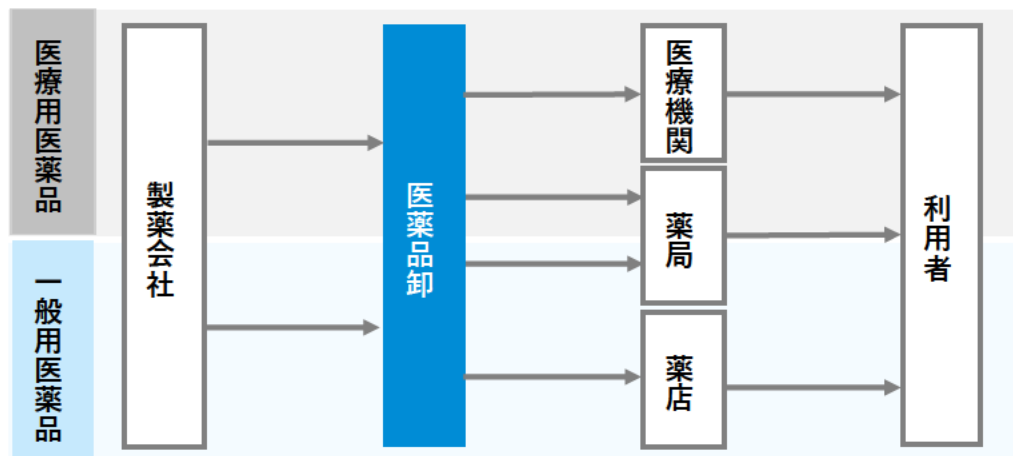 医療用医薬品
一般用医薬品
製薬会社
医薬品卸
医療機関
薬局
薬店
利用者